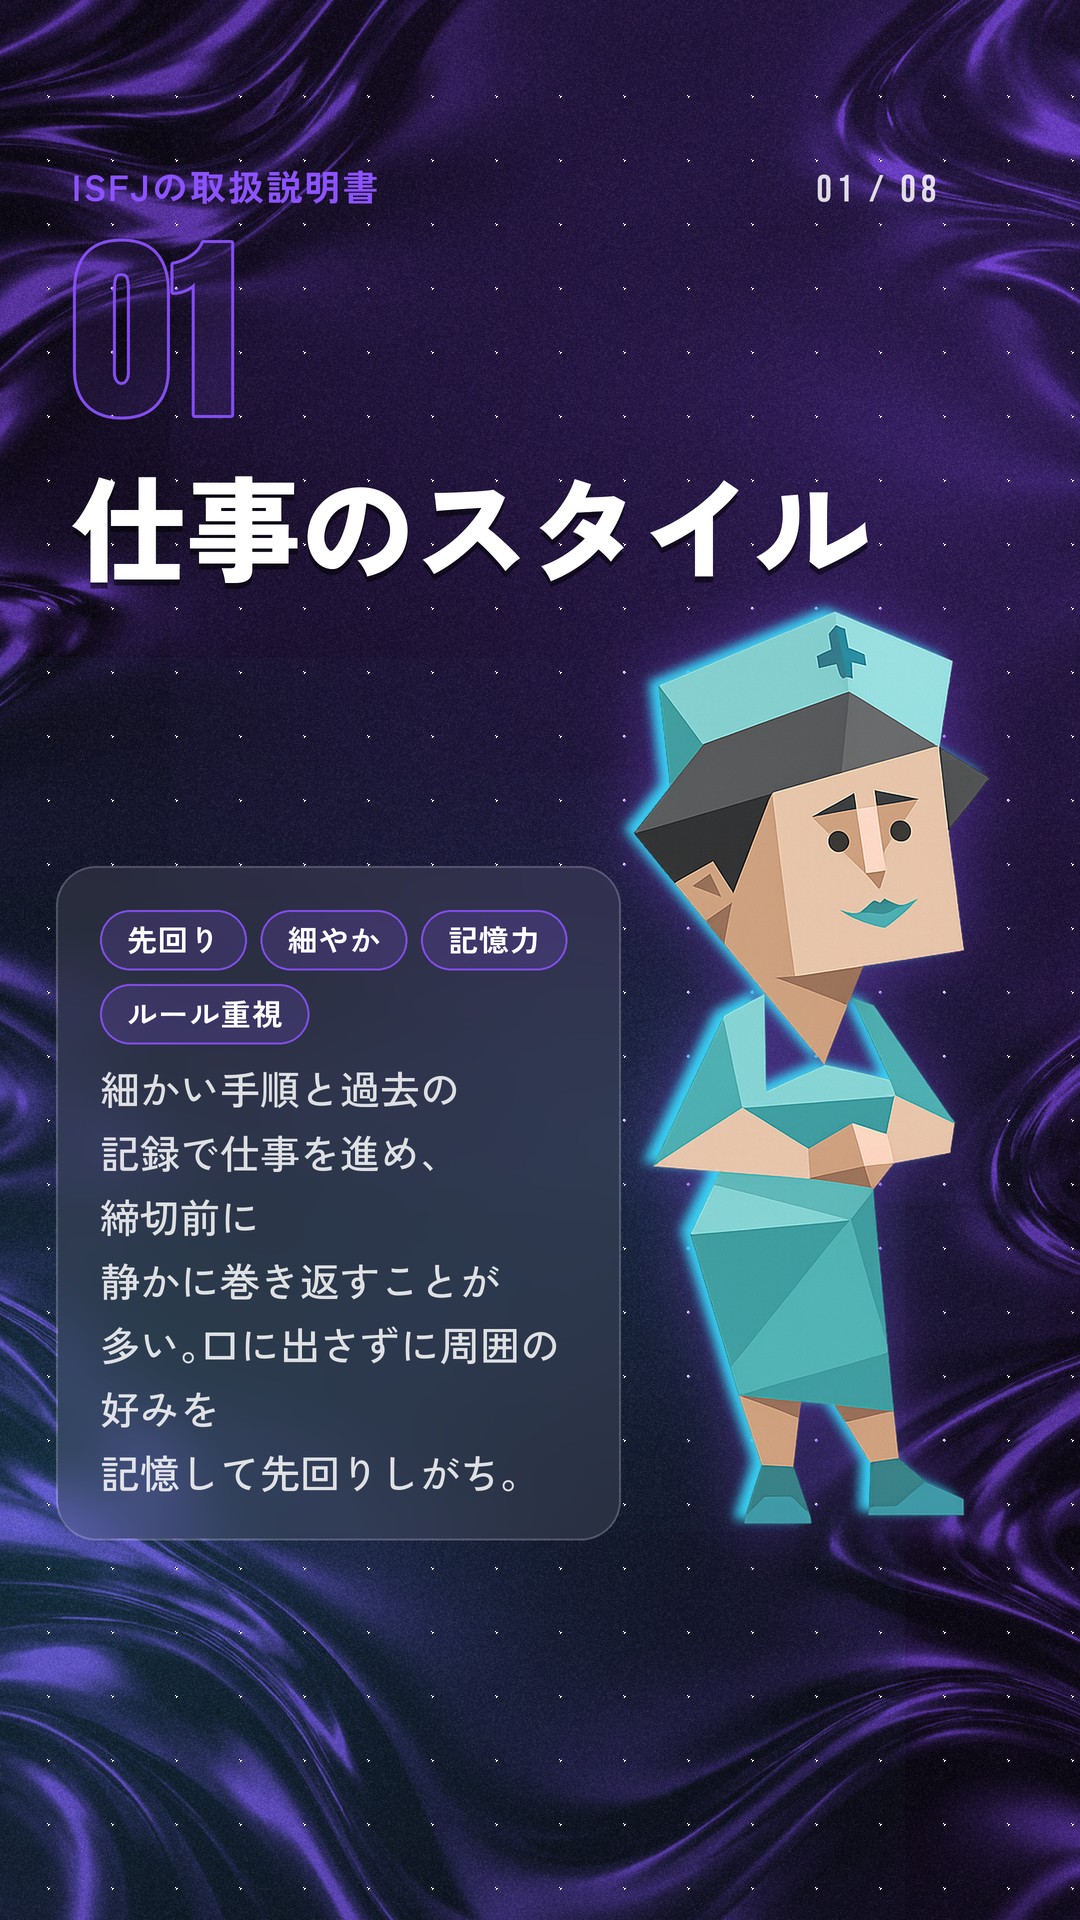 ISFJの取扱説明書
01 / 08
01
仕事のスタイル
先回り 細やか 記憶力
ルール重視
細かい手順と過去の
記録で仕事を進め、
締切前に
静かに巻き返すことが
多い。口に出さずに周囲の
好みを
記憶して先回りしがち。